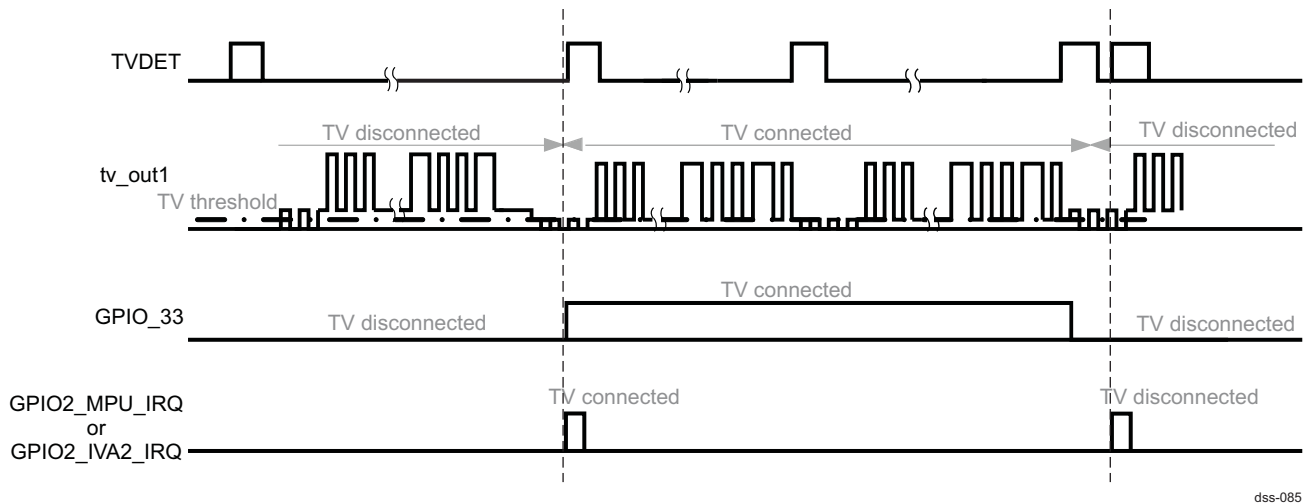 TVDET
TV disconnected
TV connected
TV disconnected
tv_out1
TV threshold
TV connected
GPIO_33
TV disconnected
TV disconnected
TV connected
TV disconnected
GPIO2_MPU_IRQ
or
GPIO2_IVA2_IRQ
dss-085